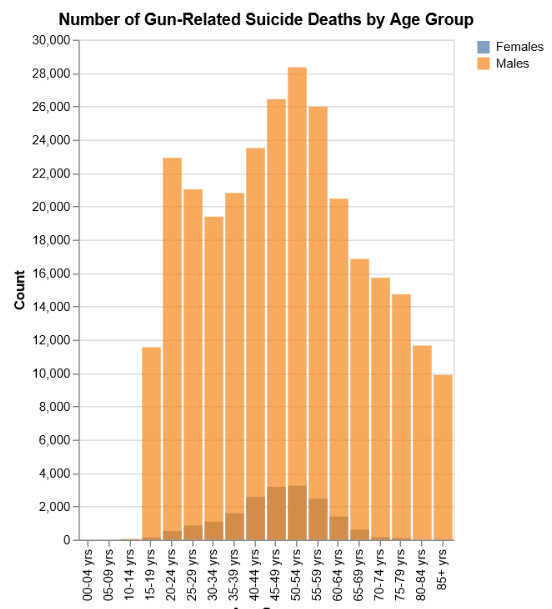 Number of Gun-Related Suicide Deaths by Age Group
Females
Males
30,000
28,000
26,000
24,000
22,000
20,000
18,000
16,000
14,000
12,000
10,000
8,000
6,000
4,000
2,000
0
Count
00-04 yrs
05-09 yrs
10-14 yrs
15-19 yrs
20-24 yrs
25-29 yrs
30-34 yrs
35-39 yrs
40-44 yrs
45-49 yrs
50-54 yrs
55-59 yrs
60-64 yrs
65-69 yrs
70-74 yrs
75-79 yrs
80-84 yrs
85+ yrs